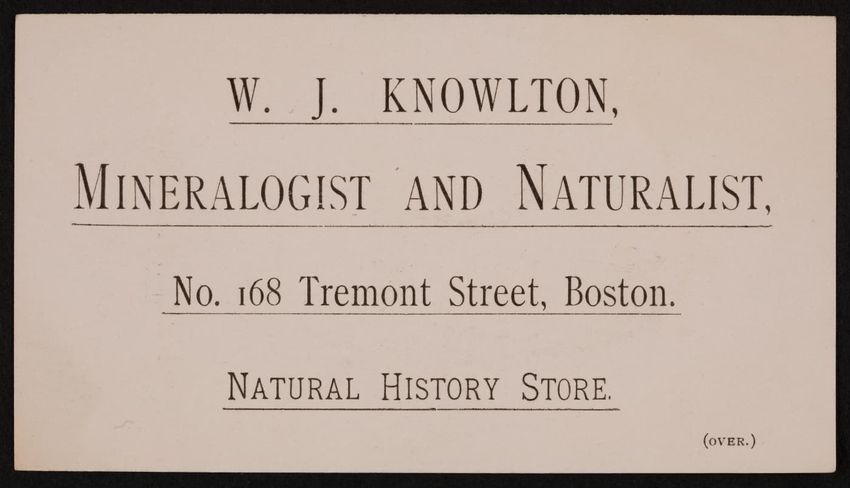 W. J. KNOWLTON,
MINERALOGIST AND NATURALIST,
No. 168 Tremont Street, Boston.
NATURAL HISTORY STORE.
(OVER.)